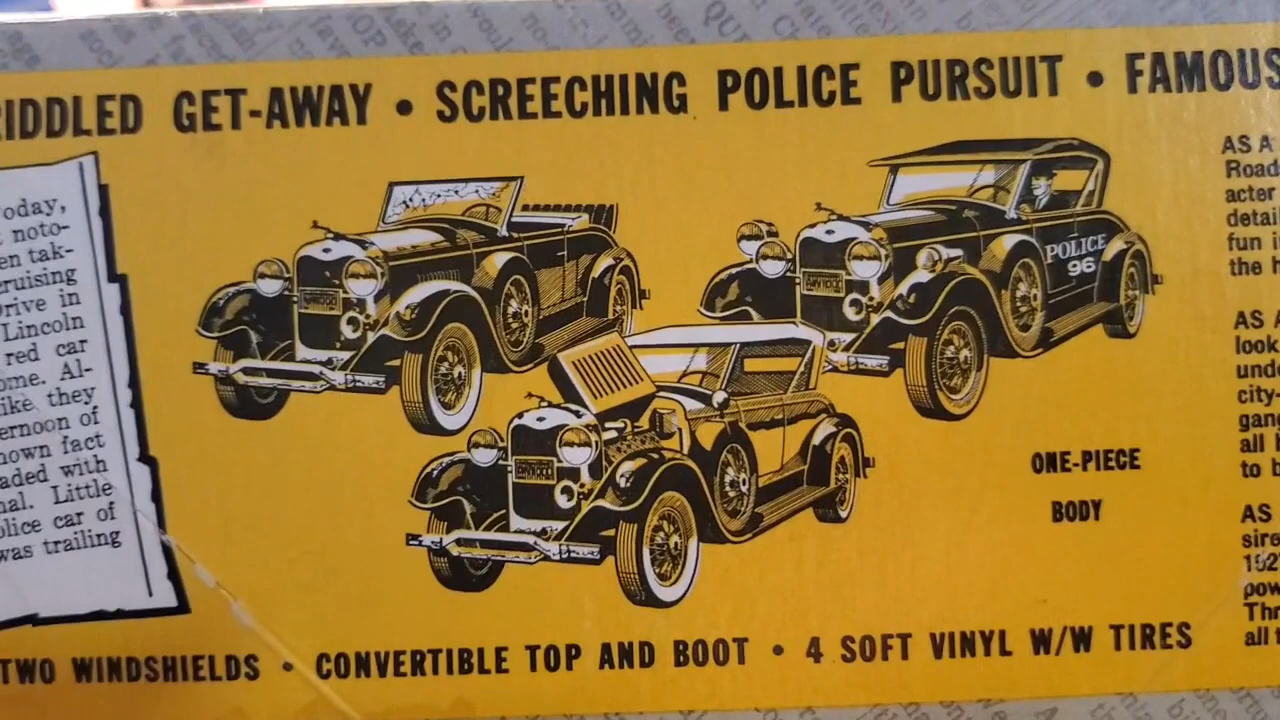 RIDDLED GET-AWAY • SCREECHING POLICE PURSUIT • FAMOUS
oday,
noto-
en tak-
ruising
Drive in
Lincoln
red car
ome. Al-
ike they
ernoon of
nown fact
aded with
nal. Little
olice car of
was trailing
POLICE
96
ONE-PIECE
BODY
AS A
Road
acter
detai
fun i
the h
AS A
look
unde
city-
gang
all
to b
AS
sire
192
pow
Thr
all
TWO WINDSHIELDS • CONVERTIBLE TOP AND BOOT • 4 SOFT VINYL W/W TIRES